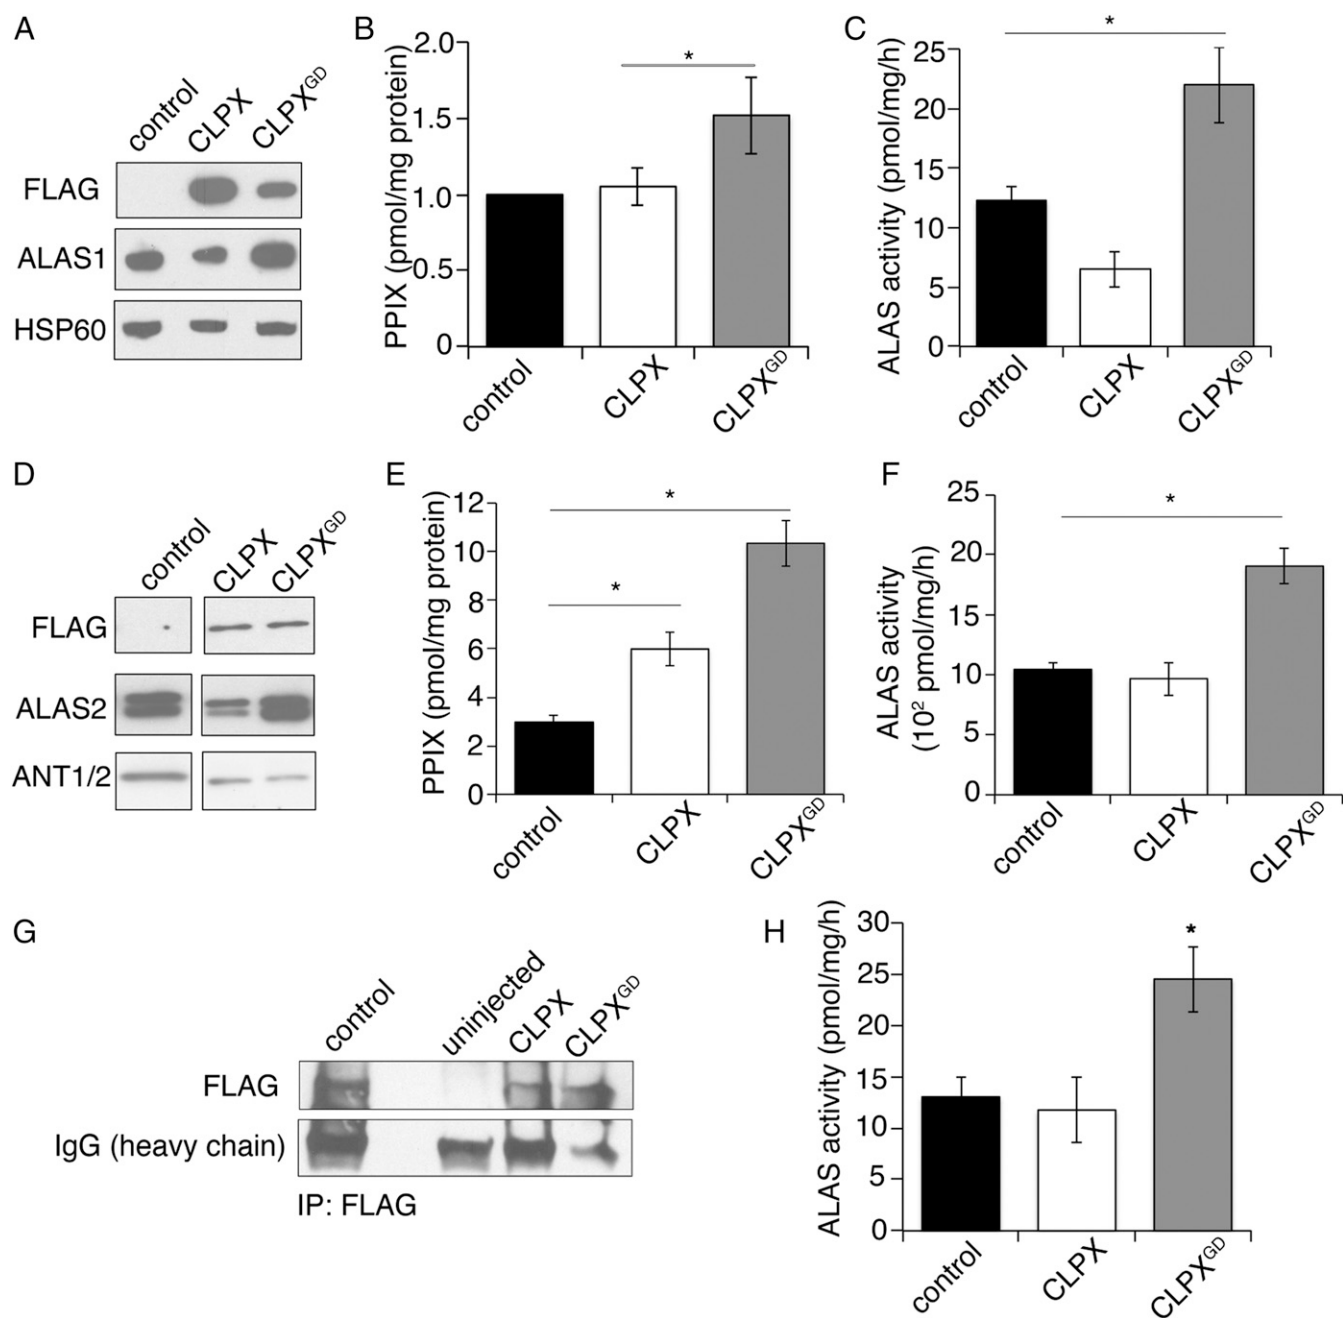 A
control
CLPX
CLPXGD
FLAG
ALAS1
HSP60
B
PPIX (pmol/mg protein)
2.0
1.5
1.0
0.5
0
*
control
CLPX
CLPXGD
C
ALAS activity (pmol/mg/h)
25
20
15
10
5
0
*
control
CLPX
CLPXGD
D
control
CLPX
CLPXGD
FLAG
ALAS2
ANT1/2
E
PPIX (pmol/mg protein)
12
10
8
6
4
2
0
*
*
control
CLPX
CLPXGD
F
ALAS activity
(10² pmol/mg/h)
25
20
15
10
5
0
*
control
CLPX
CLPXGD
G
control
uninjected
CLPX
CLPXGD
FLAG
IgG (heavy chain)
IP: FLAG
H
ALAS activity (pmol/mg/h)
30
25
20
15
10
5
0
*
control
CLPX
CLPXGD